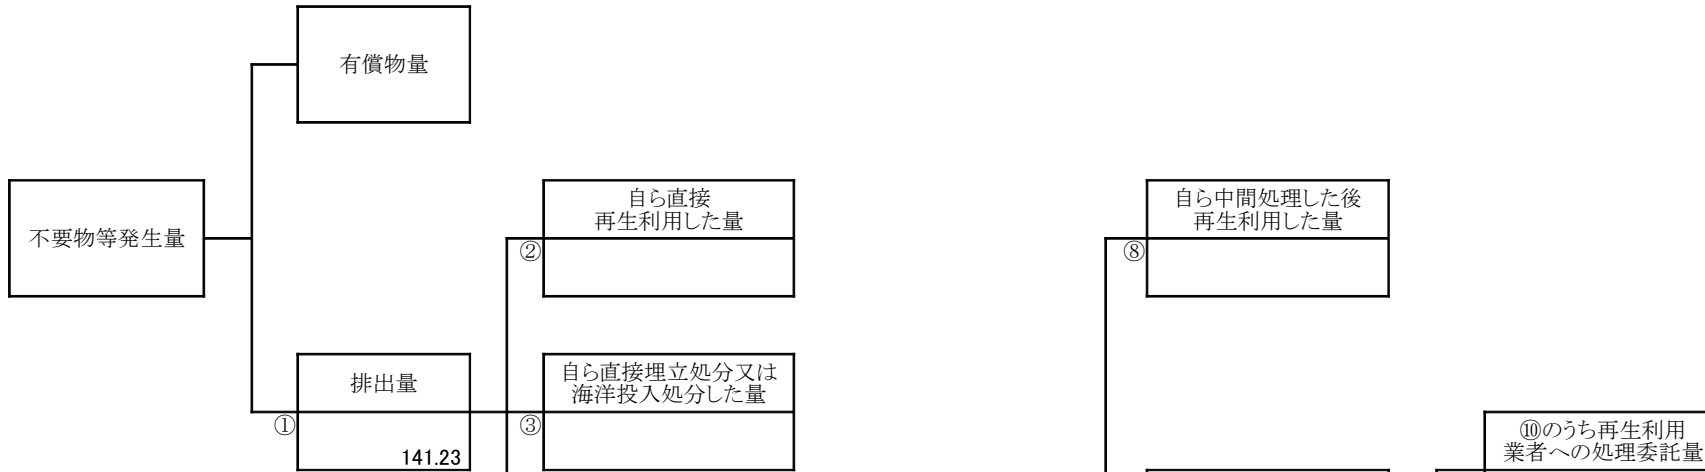 有償物量
不要物等発生量
自ら直接
再生利用した量
②
自ら中間処理した後
再生利用した量
⑧
排出量
①
141.23
自ら直接埋立処分又は
海洋投入処分した量
③
⑩のうち再生利用
業者への処理委託量